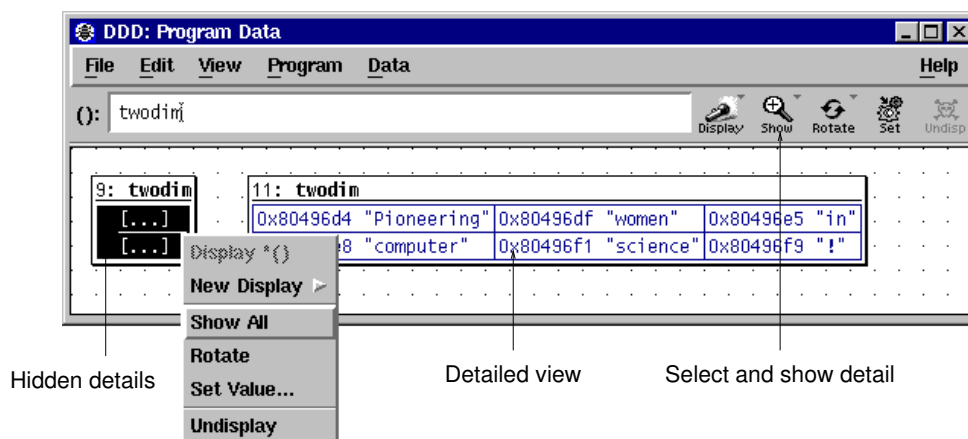 DDD: Program Data
File Edit View Program Data Help
(): twodim
Display Show Rotate Set Undisp
9: twodim 11: twodim
[...] 0x80496d4 "Pioneering" 0x80496df "women" 0x80496e5 "in"
[...] e8 "computer" 0x80496f1 "science" 0x80496f9 "!"
Display *()
New Display
Show All
Rotate
Set Value...
Undisplay
Hidden details Detailed view Select and show detail